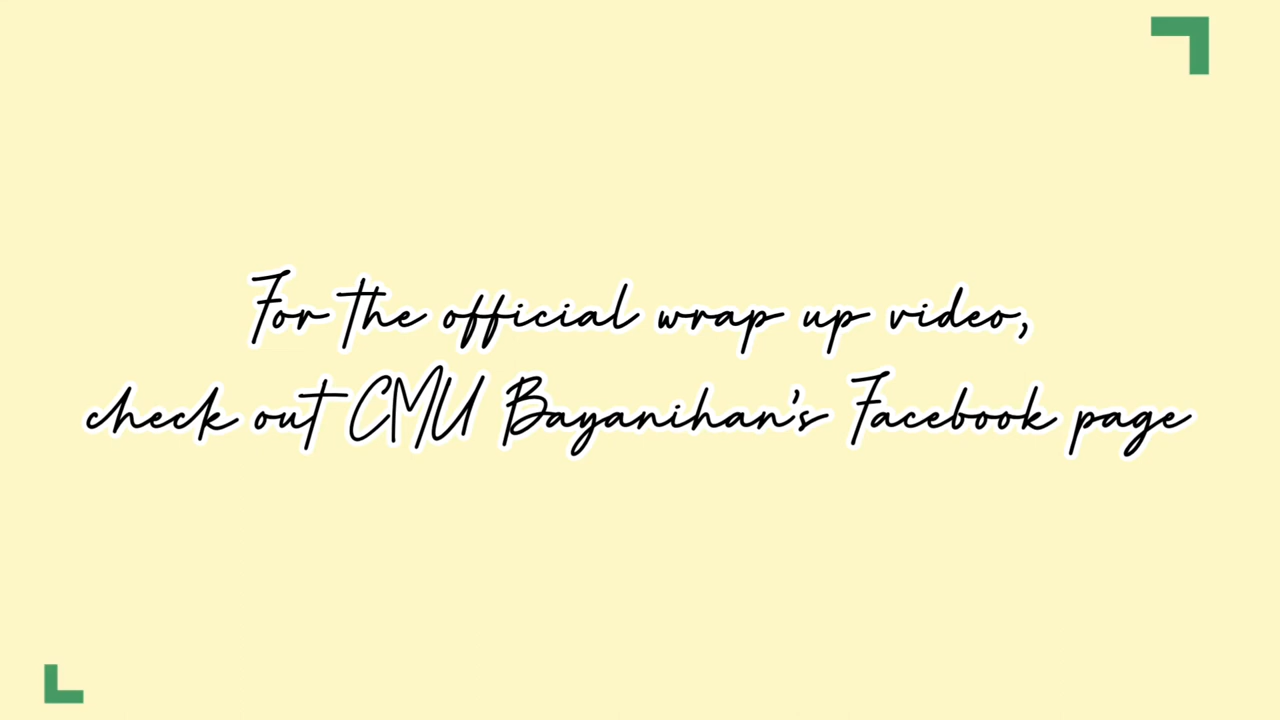 For the official wrap up video,
check out CMU Bayanihan's Facebook page